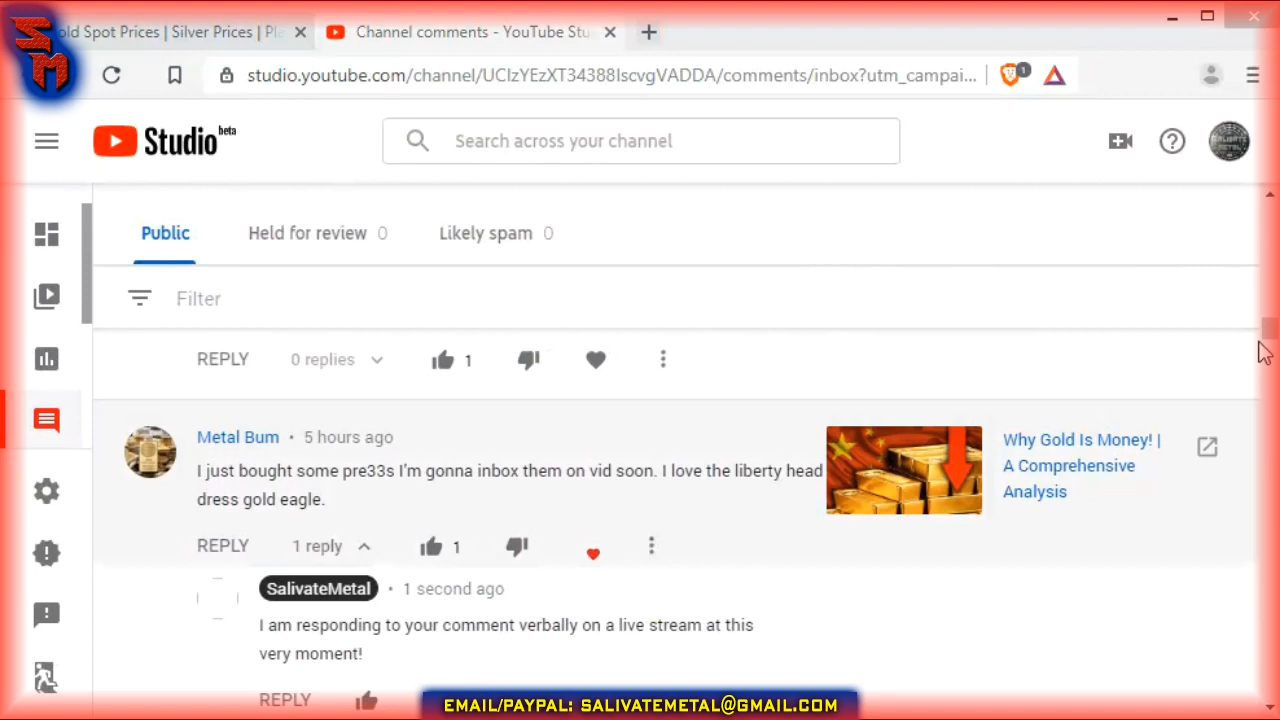 SM
old Spot Prices | Silver Prices | Pl
Channel comments - YouTube Stu
studio.youtube.com/channel/UCIzYEzXT34388IscvgVADDA/comments/inbox?utm_campai...
1
Studio beta
Search across your channel
Public
Held for review 0
Likely spam 0
Filter
REPLY 0 replies 1
Metal Bum • 5 hours ago
I just bought some pre33s I'm gonna inbox them on vid soon. I love the liberty head
dress gold eagle.
Why Gold Is Money! |
A Comprehensive
Analysis
REPLY 1 reply 1
SalivateMetal • 1 second ago
I am responding to your comment verbally on a live stream at this
very moment!
REPLY
EMAIL/PAYPAL: SALIVATEMETAL@GMAIL.COM